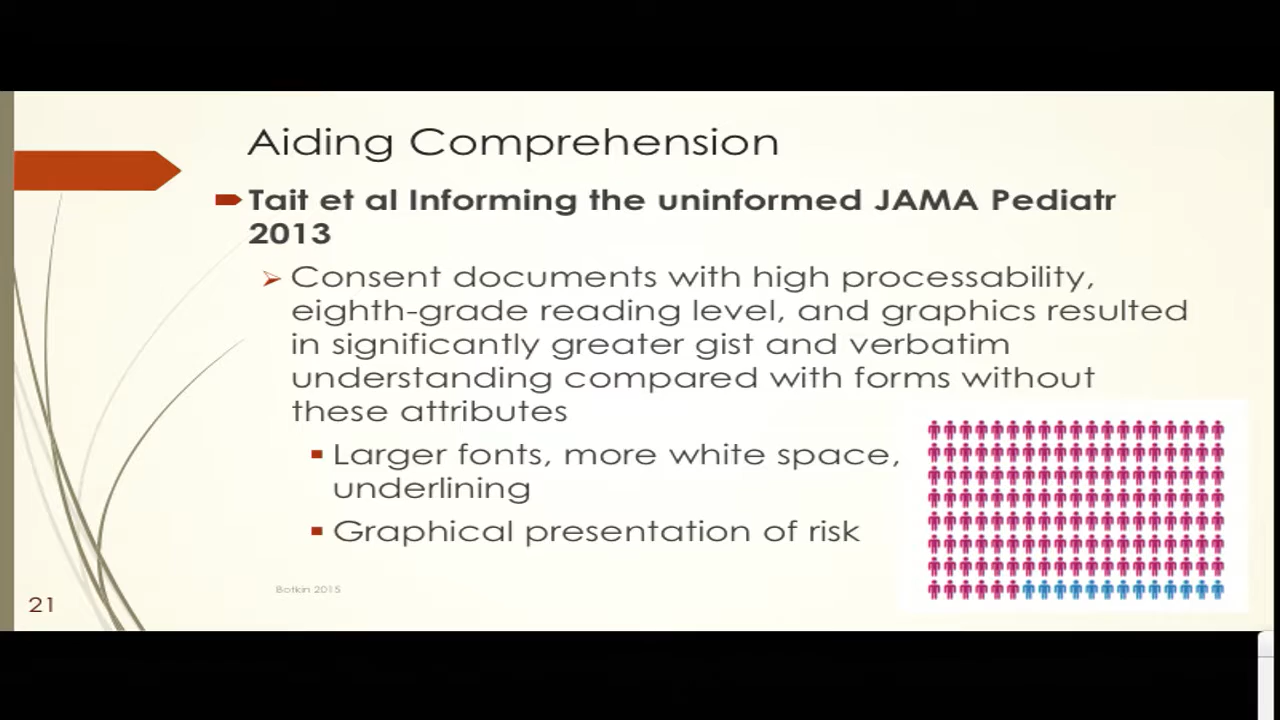 Aiding Comprehension
Tait et al Informing the uninformed JAMA Pediatr
2013
Consent documents with high processability,
eighth-grade reading level, and graphics resulted
in significantly greater gist and verbatim
understanding compared with forms without
these attributes
Larger fonts, more white space,
underlining
Graphical presentation of risk
Botkin 2015
21